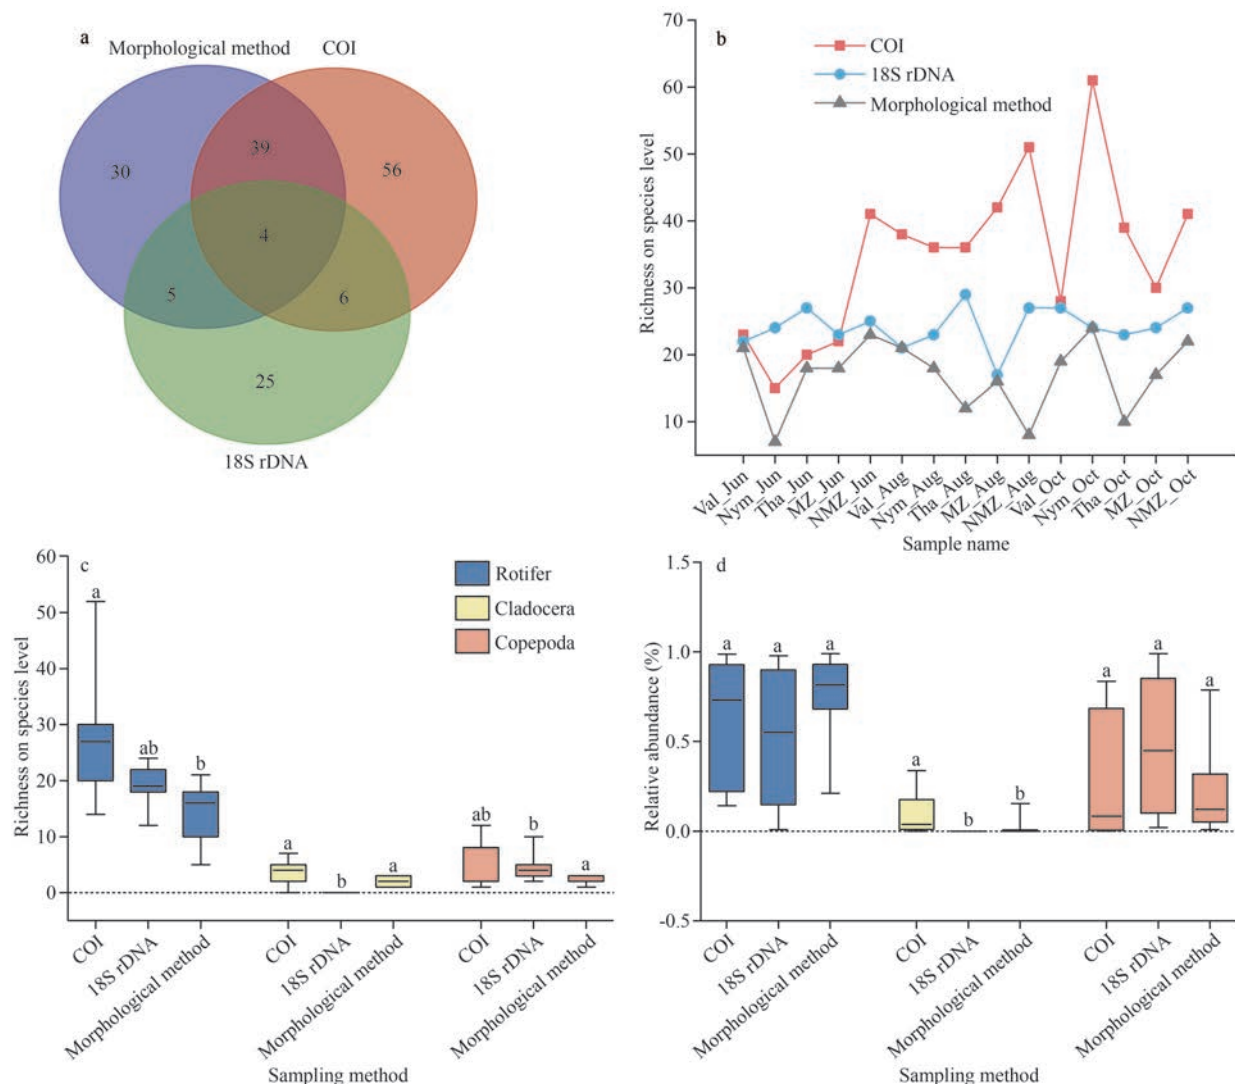 a
Morphological method COI
30
39
56
4
5
6
25
18S rDNA
b
COI
18S rDNA
Morphological method
Richness on species level
70
60
50
40
30
20
10
Val_Jun
Nym_Jun
Tha_Jun
MZ_Jun
NMZ_Jun
Val_Aug
Nym_Aug
Tha_Aug
MZ_Aug
NMZ_Aug
Val_Oct
Nym_Oct
Tha_Oct
MZ_Oct
NMZ_Oct
Sample name
c
Rotifer
Cladocera
Copepoda
Richness on species level
60
50
40
30
20
10
0
a
ab
b
a
b
a
ab
b
a
COI
18S rDNA
Morphological method
COI
18S rDNA
Morphological method
COI
18S rDNA
Morphological method
Sampling method
d
Relative abundance (%)
1.5
1.0
0.5
0.0
-0.5
a
a
a
a
b
b
a
a
a
COI
18S rDNA
Morphological method
COI
18S rDNA
Morphological method
COI
18S rDNA
Morphological method
Sampling method